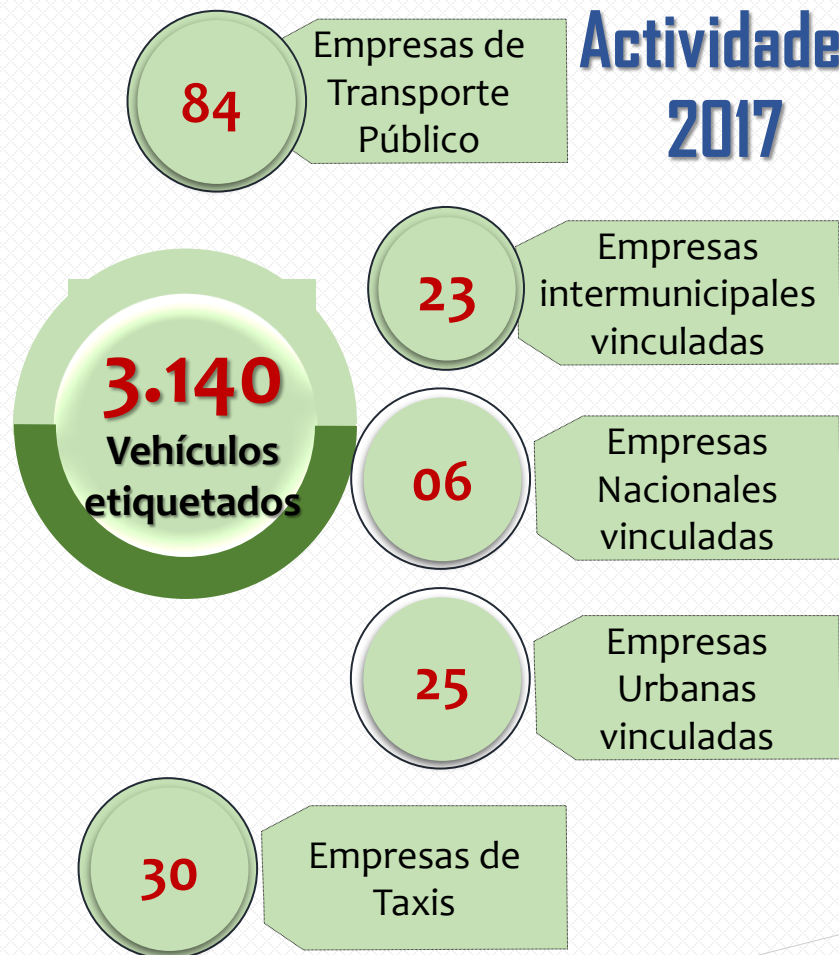 Actividade
2017
84
Empresas de
Transporte
Público
23
Empresas
intermunicipales
vinculadas
3.140
Vehículos
etiquetados
06
Empresas
Nacionales
vinculadas
25
Empresas
Urbanas
vinculadas
30
Empresas de
Taxis